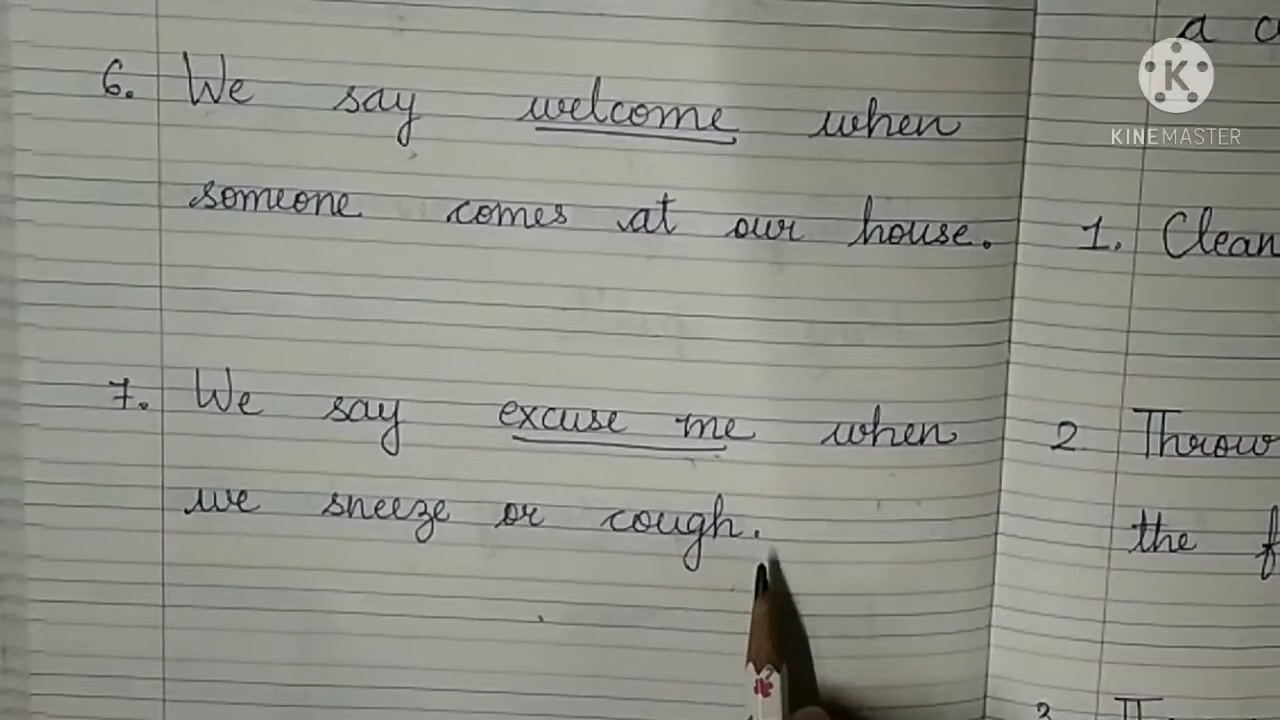 6. We say welcome when
someone comes at our house.
7. We say excuse me when
we sneeze or cough.
a
1. Clean
2 Throw
the
3
KINEMASTER